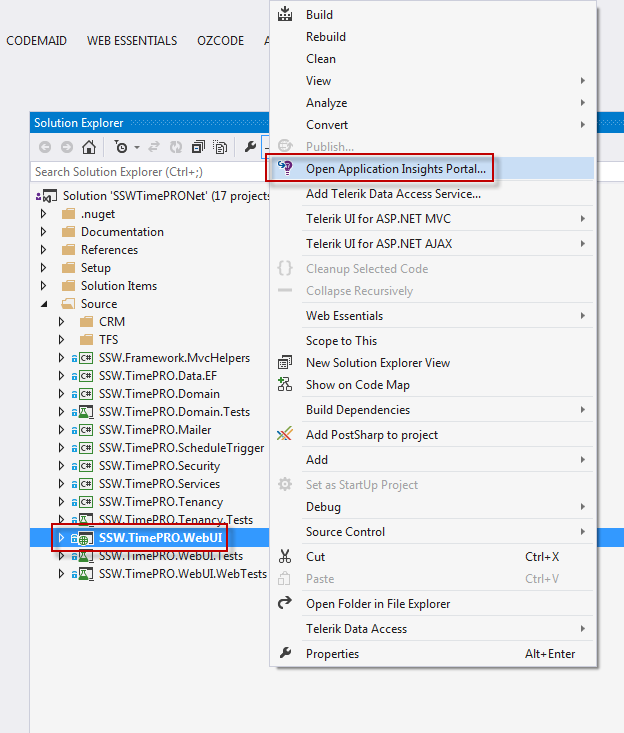 CODEMAID WEB ESSENTIALS OZCODE
Solution Explorer
Search Solution Explorer (Ctrl+;)
Solution 'SSWTimePRONet' (17 projects
.nuget
Documentation
References
Setup
Solution Items
Source
CRM
TFS
SSW.Framework.MvcHelpers
SSW.TimePRO.Data.EF
SSW.TimePRO.Domain
SSW.TimePRO.Domain.Tests
SSW.TimePRO.Mailer
SSW.TimePRO.ScheduleTrigger
SSW.TimePRO.Security
SSW.TimePRO.Services
SSW.TimePRO.Tenancy
SSW.TimePRO.Tenancy.Tests
SSW.TimePRO.WebUI
SSW.TimePRO.WebUI.Tests
SSW.TimePRO.WebUI.WebTests
Build
Rebuild
Clean
View
Analyze
Convert
Publish...
Open Application Insights Portal...
Add Telerik Data Access Service...
Telerik UI for ASP.NET MVC
Telerik UI for ASP.NET AJAX
Cleanup Selected Code
Collapse Recursively
Web Essentials
Scope to This
New Solution Explorer View
Show on Code Map
Build Dependencies
Add PostSharp to project
Add
Set as StartUp Project
Debug
Source Control
Cut Ctrl+X
Paste Ctrl+V
Open Folder in File Explorer
Telerik Data Access
Properties Alt+Enter